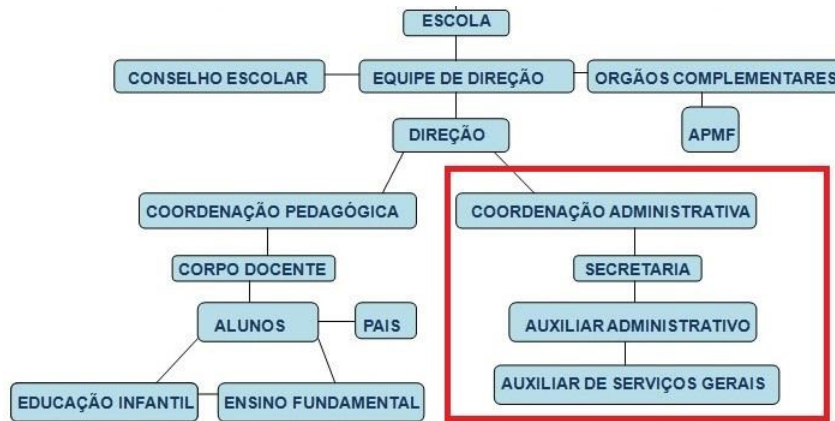 ESCOLA
CONSELHO ESCOLAR
EQUIPE DE DIREÇÃO
ORGÃOS COMPLEMENTARES
DIREÇÃO
APMF
COORDENAÇÃO PEDAGÓGICA
COORDENAÇÃO ADMINISTRATIVA
CORPO DOCENTE
SECRETARIA
ALUNOS
PAIS
AUXILIAR ADMINISTRATIVO
AUXILIAR DE SERVIÇOS GERAIS
EDUCAÇÃO INFANTIL
ENSINO FUNDAMENTAL